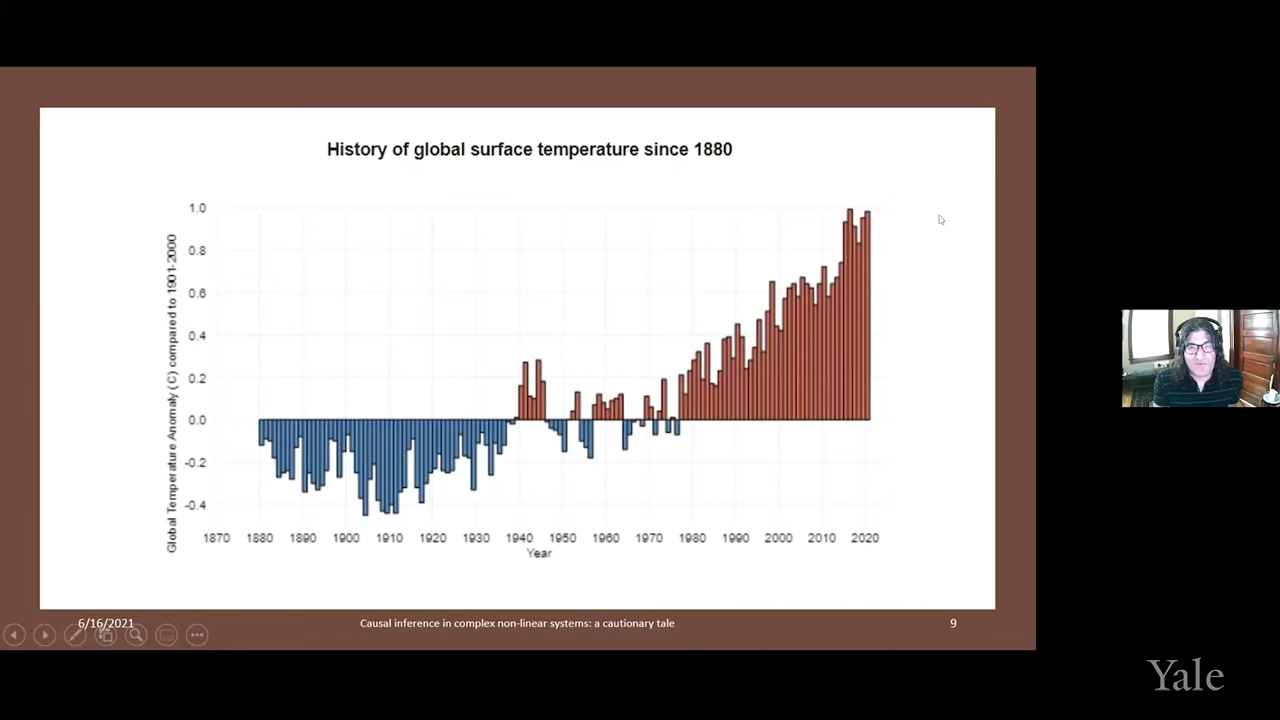 History of global surface temperature since 1880
Global Temperature Anomaly (C) compared to 1901-2000
1.0
0.8
0.6
0.4
0.2
0.0
-0.2
-0.4
1870 1880 1890 1900 1910 1920 1930 1940 1950 1960 1970 1980 1990 2000 2010 2020
Year
6/16/2021 Causal inference in complex non-linear systems: a cautionary tale 9
Yale